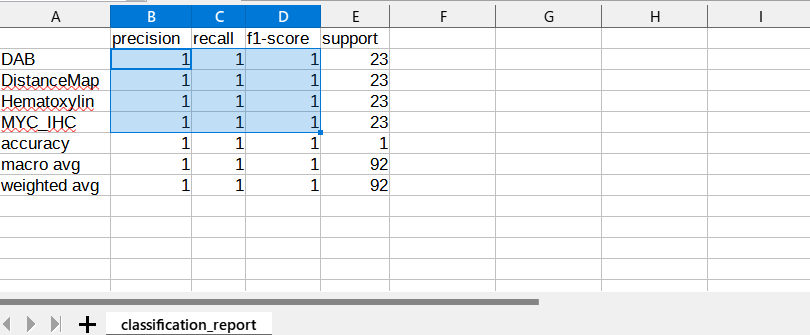 A B C D E F G H I
precision recall f1-score support
DAB 1 1 1 23
DistanceMap 1 1 1 23
Hematoxylin 1 1 1 23
MYC_IHC 1 1 1 23
accuracy 1 1 1 1
macro avg 1 1 1 92
weighted avg 1 1 1 92
classification_report